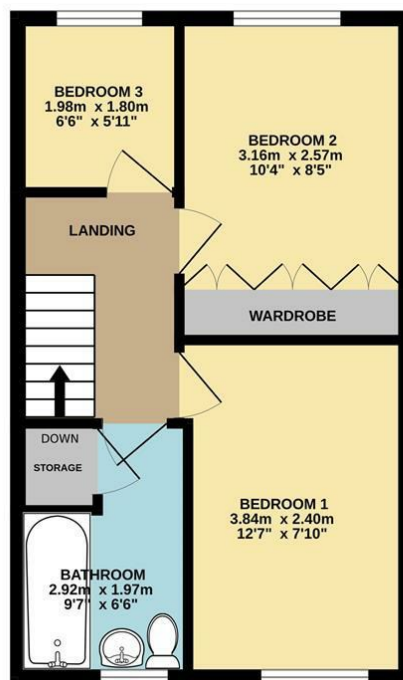 BEDROOM 3
1.98m x 1.80m
6'6" x 5'11"
BEDROOM 2
3.16m x 2.57m
10'4" x 8'5"
LANDING
WARDROBE
DOWN
STORAGE
BEDROOM 1
3.84m x 2.40m
12'7" x 7'10"
BATHROOM
2.92m x 1.97m
9'7" x 6'6"